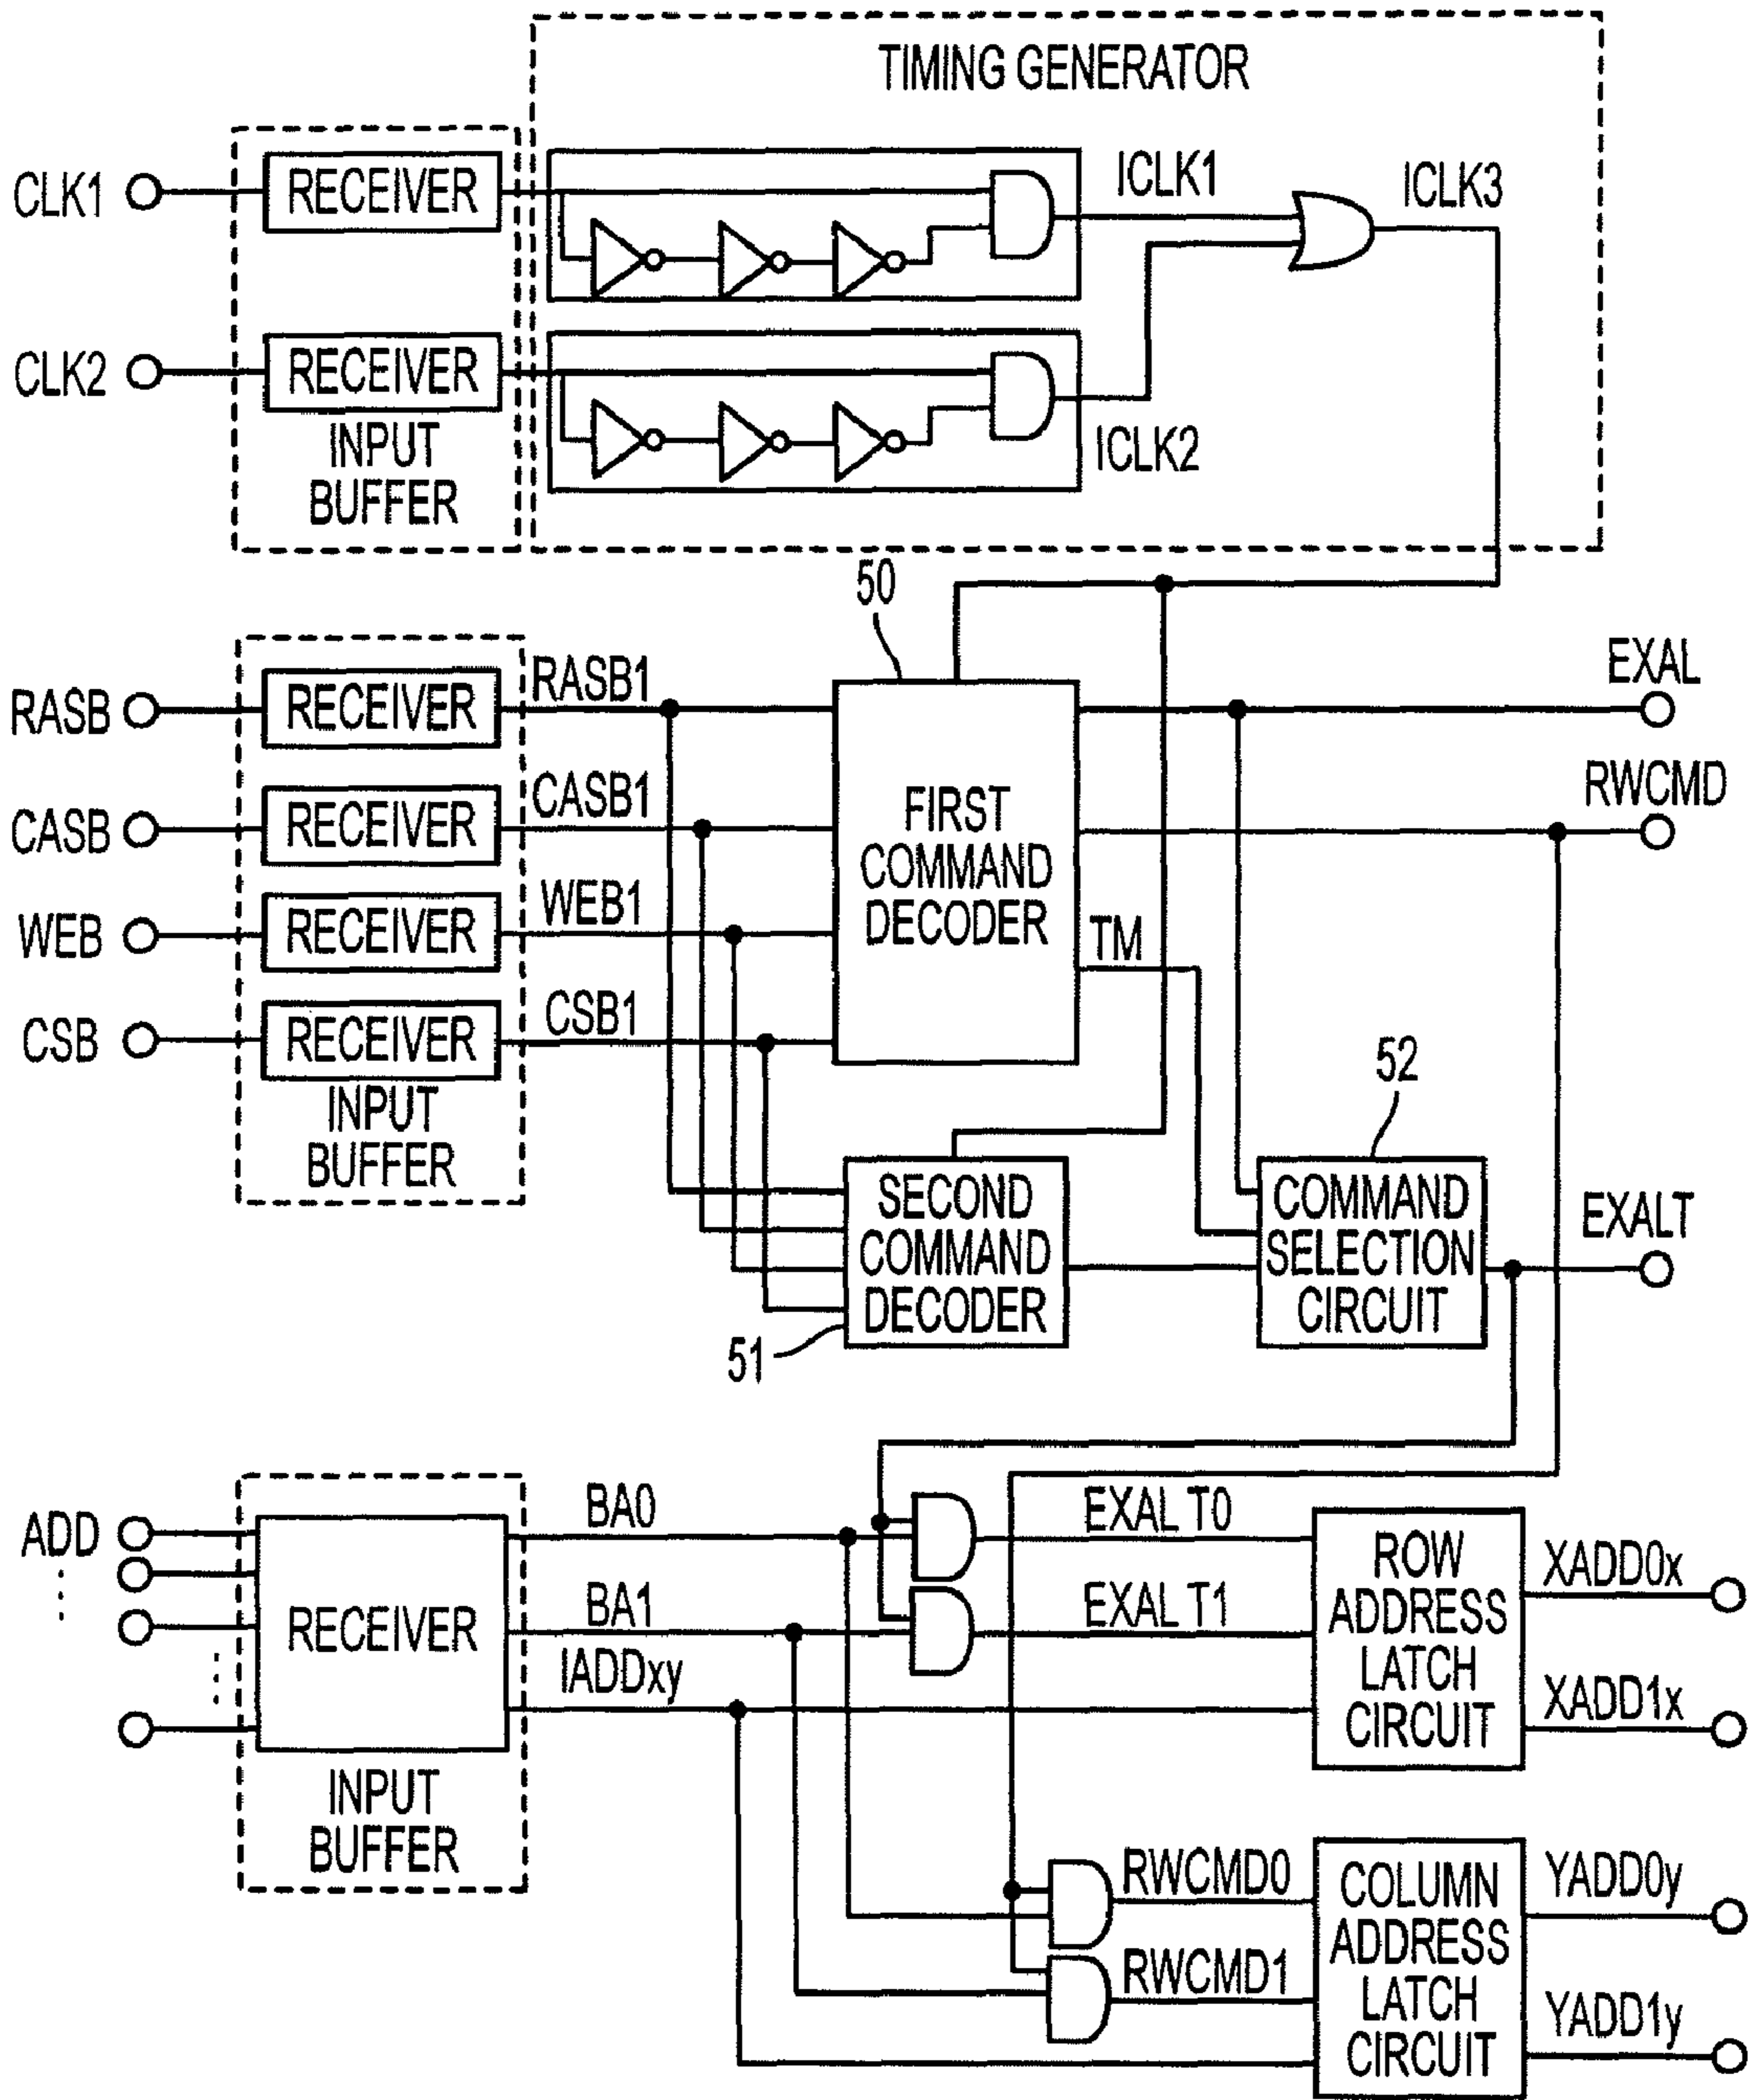 TIMING GENERATOR
CLK1
RECEIVER
ICLK1
ICLK3
CLK2
RECEIVER
INPUT
BUFFER
ICLK2
50
RASB
RECEIVER
RASB1
EXAL
CASB
RECEIVER
CASB1
FIRST
COMMAND
DECODER
RWCMD
WEB
RECEIVER
WEB1
TM
CSB
RECEIVER
CSB1
INPUT
BUFFER
52
SECOND
COMMAND
DECODER
51
COMMAND
SELECTION
CIRCUIT
EXALT
ADD
RECEIVER
INPUT
BUFFER
BA0
BA1
IADDxy
EXAL T0
EXAL T1
ROW
ADDRESS
LATCH
CIRCUIT
XADD0x
XADD1x
RWCMD0
RWCMD1
COLUMN
ADDRESS
LATCH
CIRCUIT
YADD0y
YADD1y